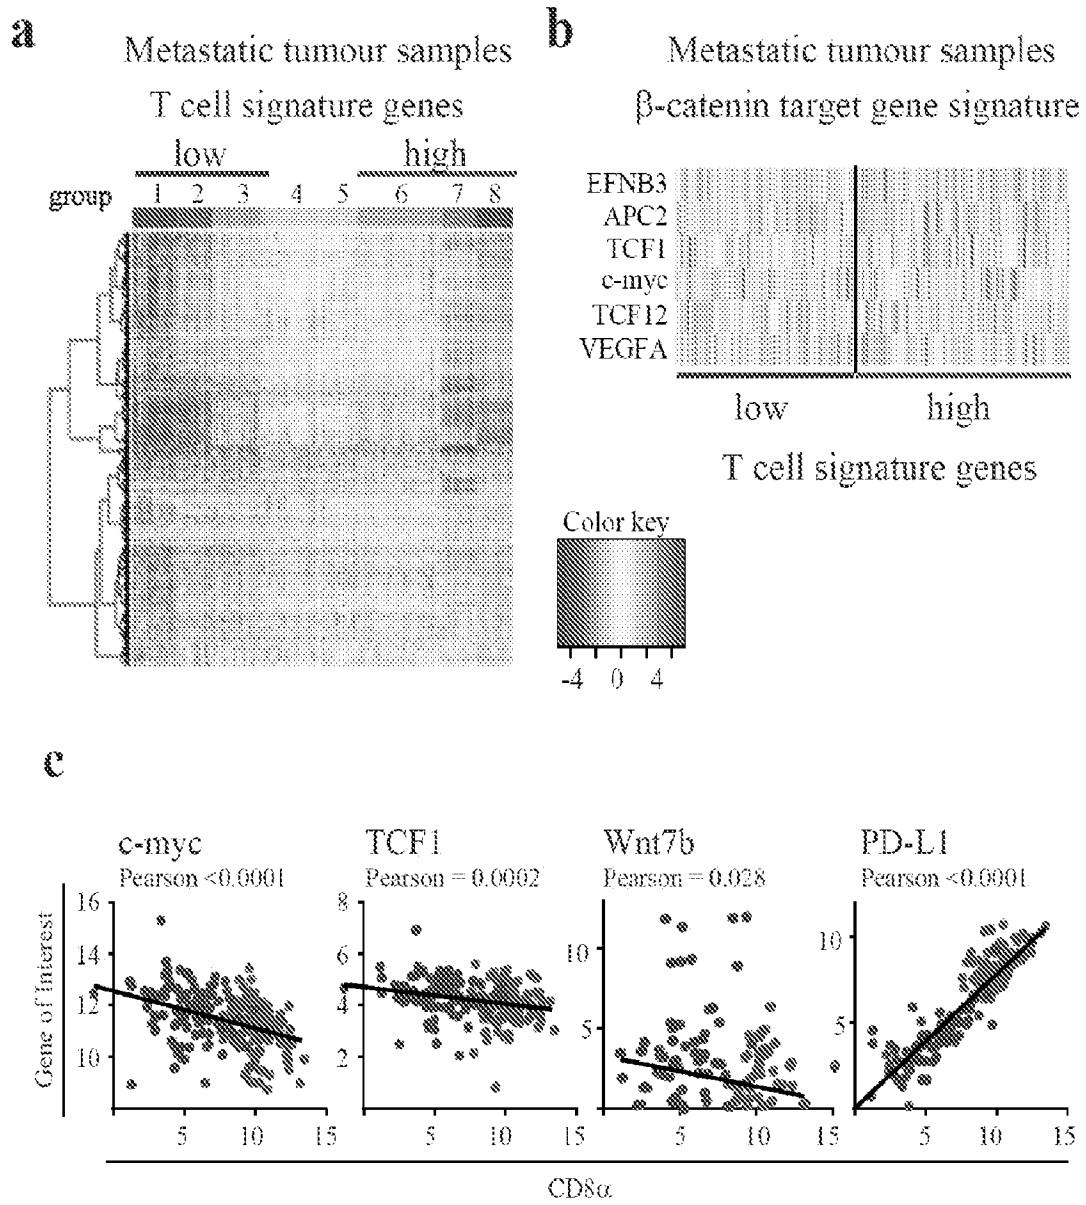 a
Metastatic tumour samples
T cell signature genes
low high
group 1 2 3 4 5 6 7 8
b
Metastatic tumour samples
β-catenin target gene signature
EFNB3
APC2
TCF1
c-myc
TCF12
VEGFA
low high
T cell signature genes
Color key
-4 0 4
c
c-myc
Pearson <0.0001
TCF1
Pearson = 0.0002
Wnt7b
Pearson = 0.028
PD-L1
Pearson <0.0001
Gene of Interest
16
14
12
10
5 10 15
8
6
4
2
5 10 15
10
5
5 10 15
10
5
5 10 15
CD8α